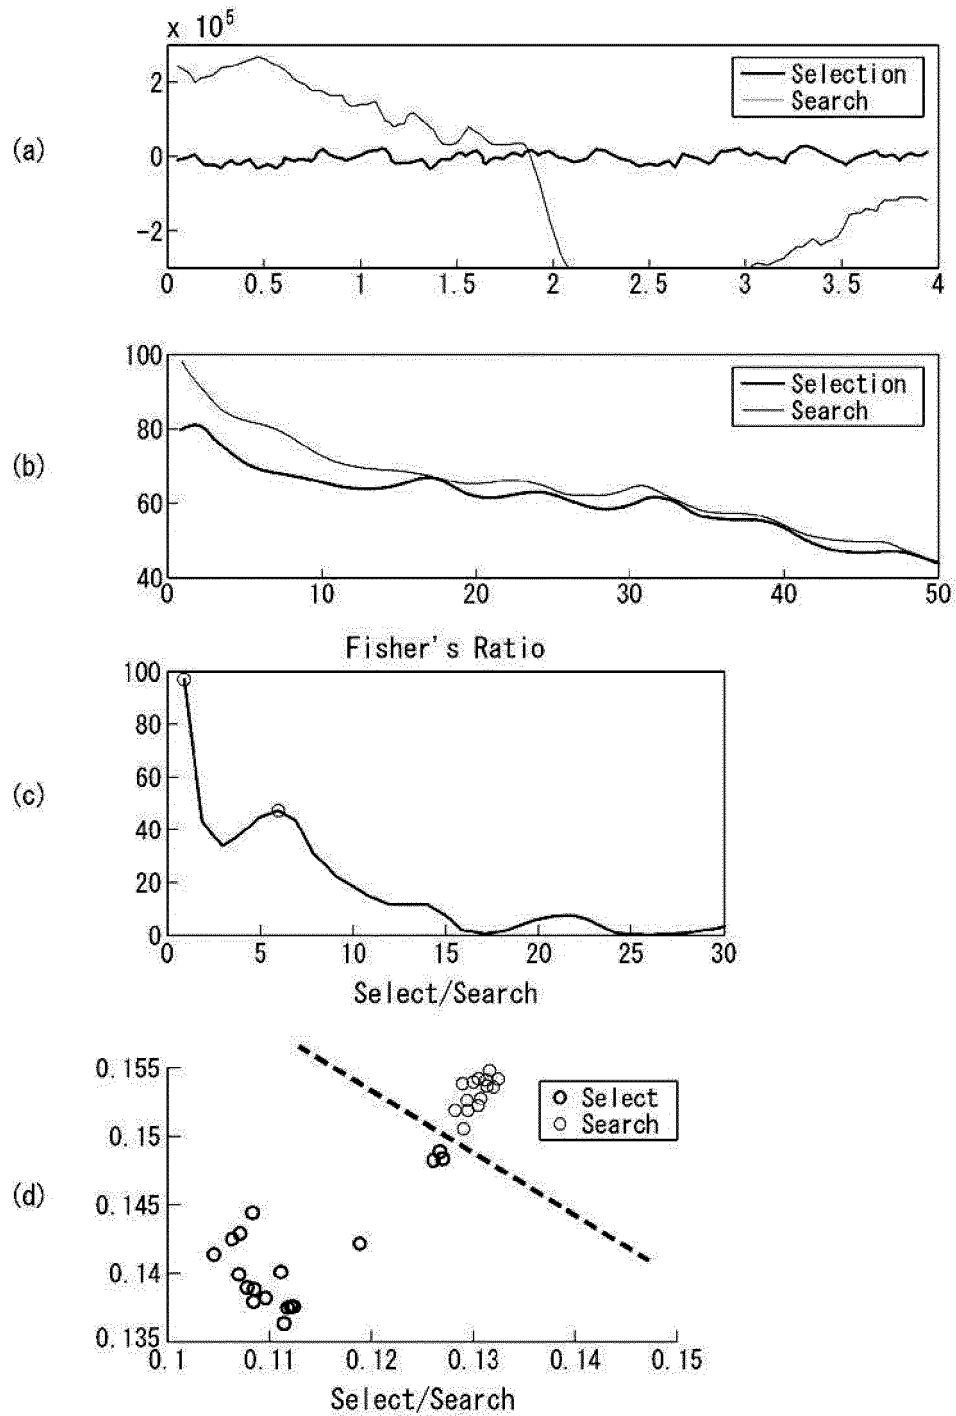 x 10⁵
(a)
2
0
-2
Selection
Search
0 0.5 1 1.5 2 2.5 3 3.5 4
(b)
100
80
60
40
Selection
Search
0 10 20 30 40 50
Fisher's Ratio
(c)
100
80
60
40
20
0
0 5 10 15 20 25 30
Select/Search
(d)
0.155
0.15
0.145
0.14
0.135
Select
Search
0.1 0.11 0.12 0.13 0.14 0.15
Select/Search